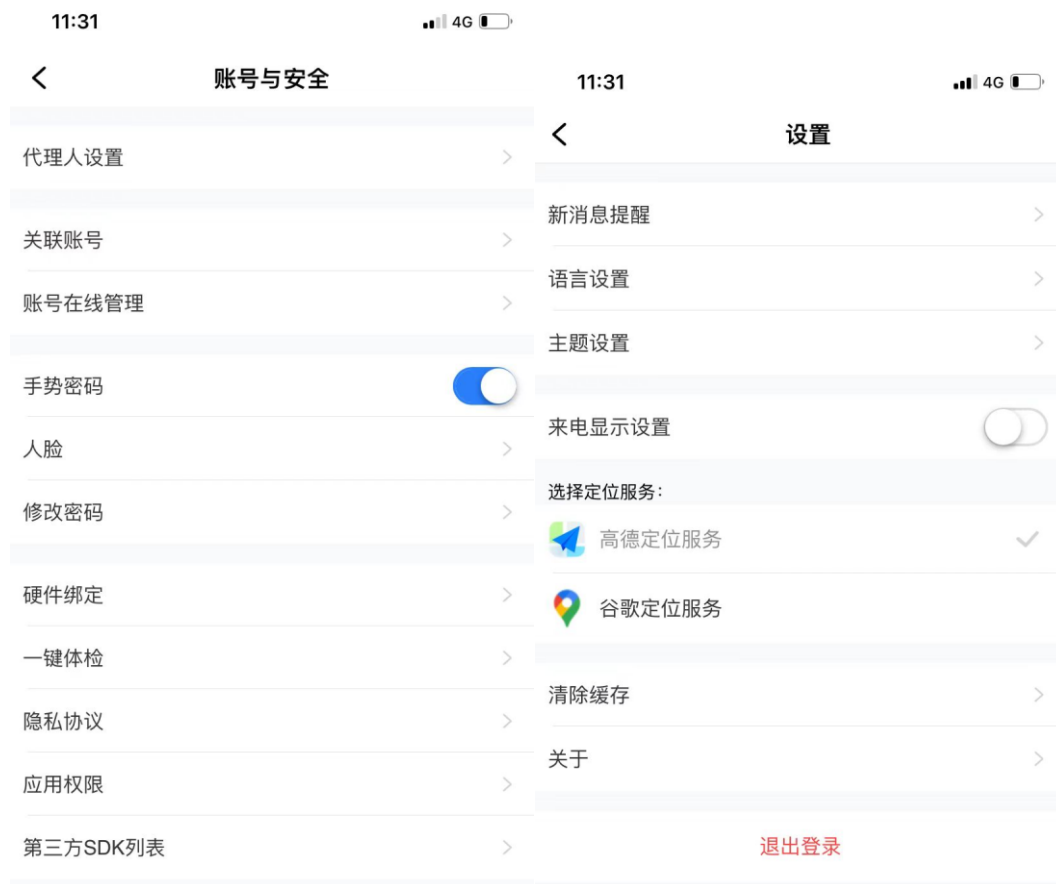 11:31
4G
账号与安全
代理人设置
关联账号
账号在线管理
手势密码
人脸
修改密码
硬件绑定
一键体检
隐私协议
应用权限
第三方SDK列表
11:31
4G
设置
新消息提醒
语言设置
主题设置
来电显示设置
选择定位服务：
高德定位服务
谷歌定位服务
清除缓存
关于
退出登录